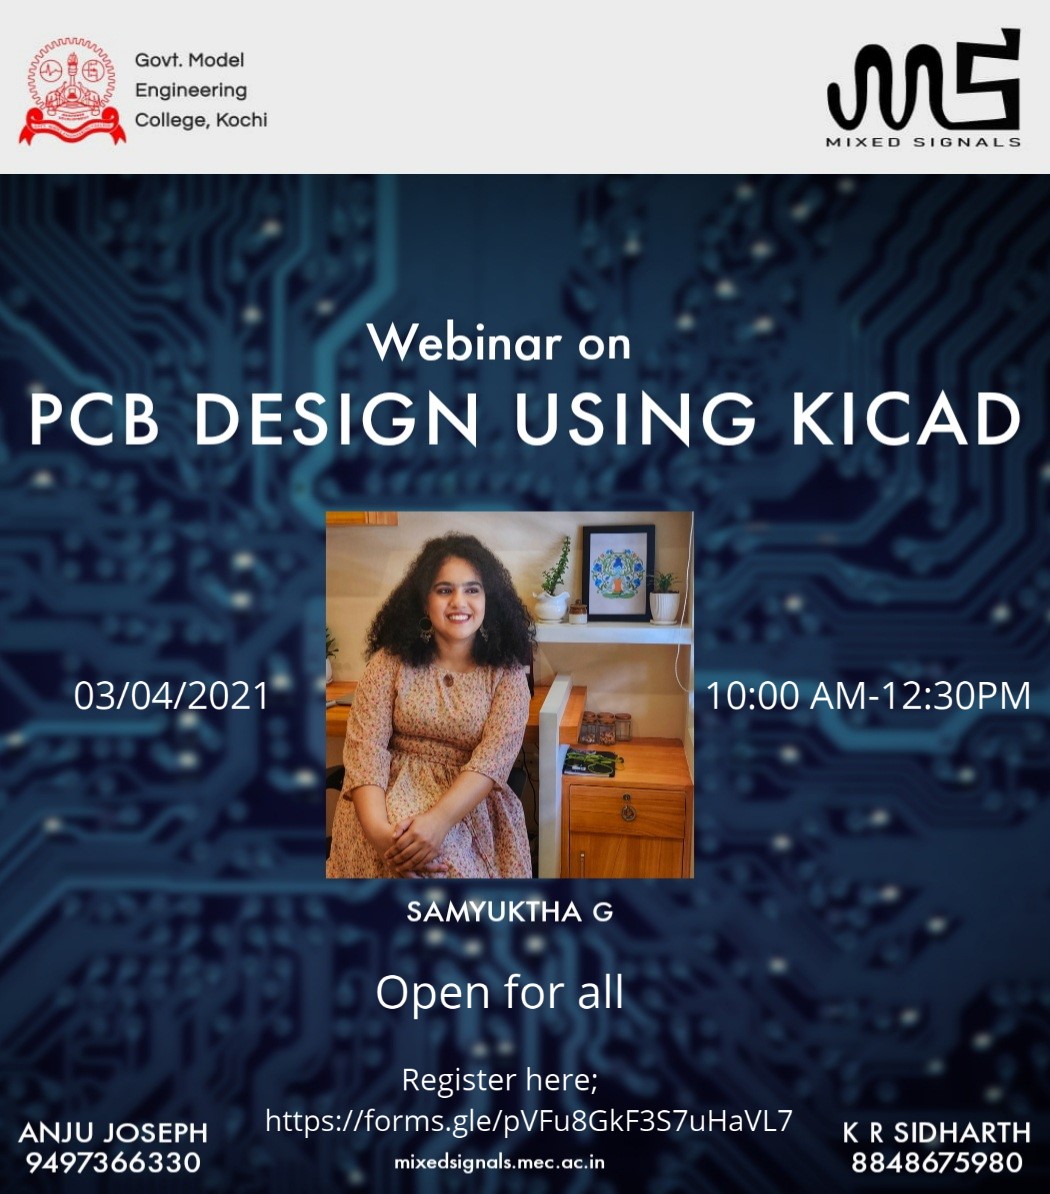 Govt. Model
Engineering
College, Kochi
MS
MIXED SIGNALS
Webinar on
PCB DESIGN USING KICAD
03/04/2021
10:00 AM-12:30PM
SAMYUKTHA G
Open for all
Register here;
https://forms.gle/pVFu8GkF3S7uHaVL7
mixedsignals.mec.ac.in
ANJU JOSEPH
9497366330
K R SIDHARTH
8848675980